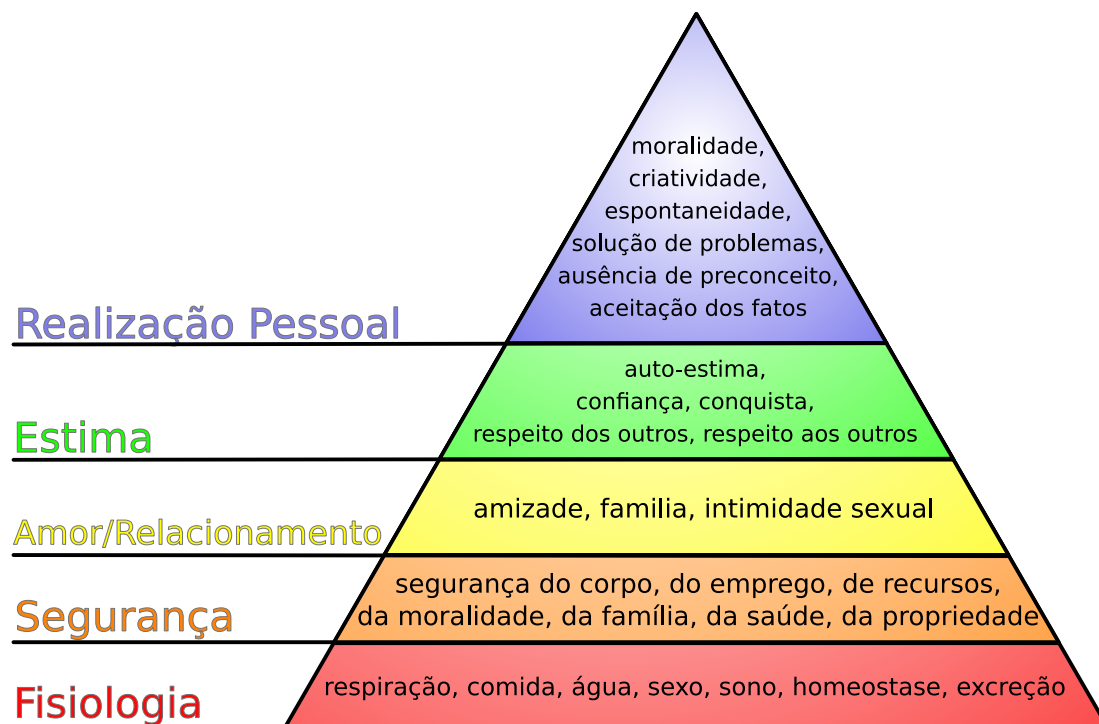 moralidade,
criatividade,
espontaneidade,
solução de problemas,
ausência de preconceito,
aceitação dos fatos
Realização Pessoal
auto-estima,
confiança, conquista,
respeito dos outros, respeito aos outros
Estima
amizade, familia, intimidade sexual
Amor/Relacionamento
segurança do corpo, do emprego, de recursos,
da moralidade, da família, da saúde, da propriedade
Segurança
respiração, comida, água, sexo, sono, homeostase, excreção
Fisiologia